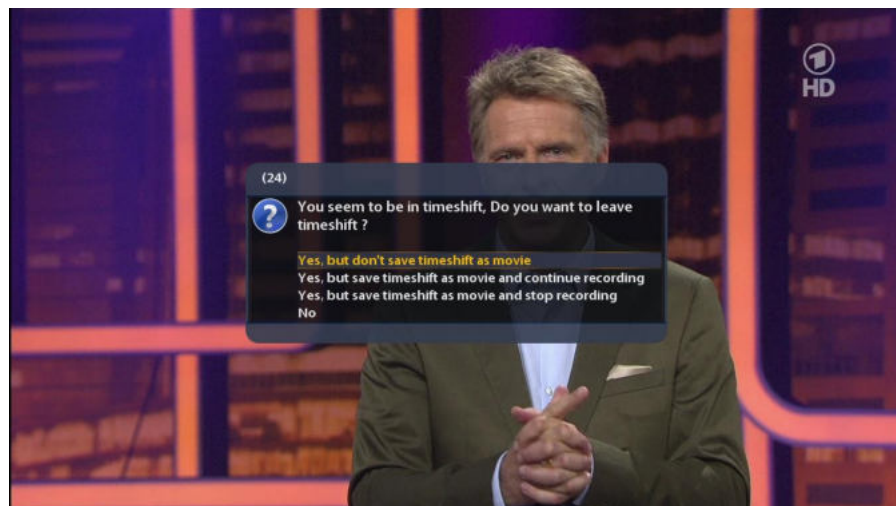 1
HD
(24)
You seem to be in timeshift, Do you want to leave
timeshift ?
Yes, but don't save timeshift as movie
Yes, but save timeshift as movie and continue recording
Yes, but save timeshift as movie and stop recording
No